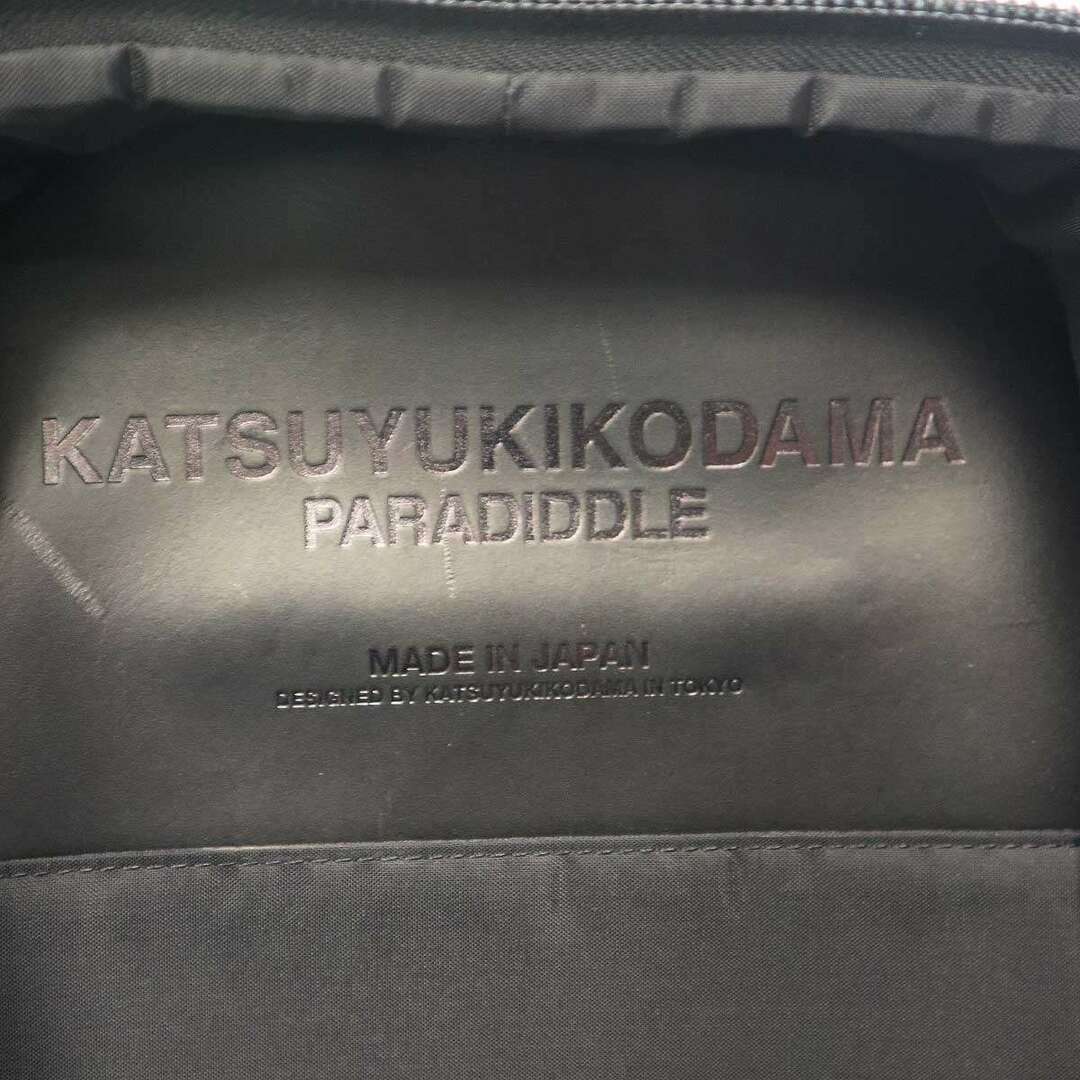 KATSUYUKIKODAMA
PARADIDDLE
MADE IN JAPAN
DESIGNED BY KATSUYUKIKODAMA IN TOKYO